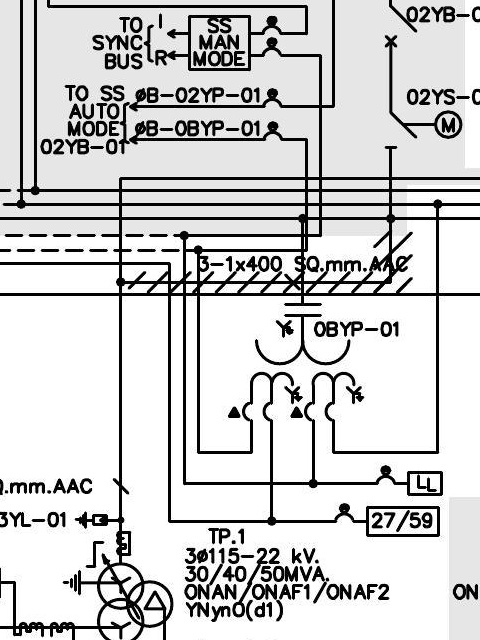 TO I
SYNC
BUS R
SS
MAN
MODE
02YB-0
02YS-0
M
TO SS øB-02YP-01
AUTO
MODE øB-0BYP-01
02YB-01
3-1x400 SQ.mm.AAC
0BYP-01
LL
27/59
Q.mm.AAC
3YL-01
TP.1
3ø115-22 kV.
30/40/50MVA.
ONAN/ONAF1/ONAF2
YNyn0(d1)
ON